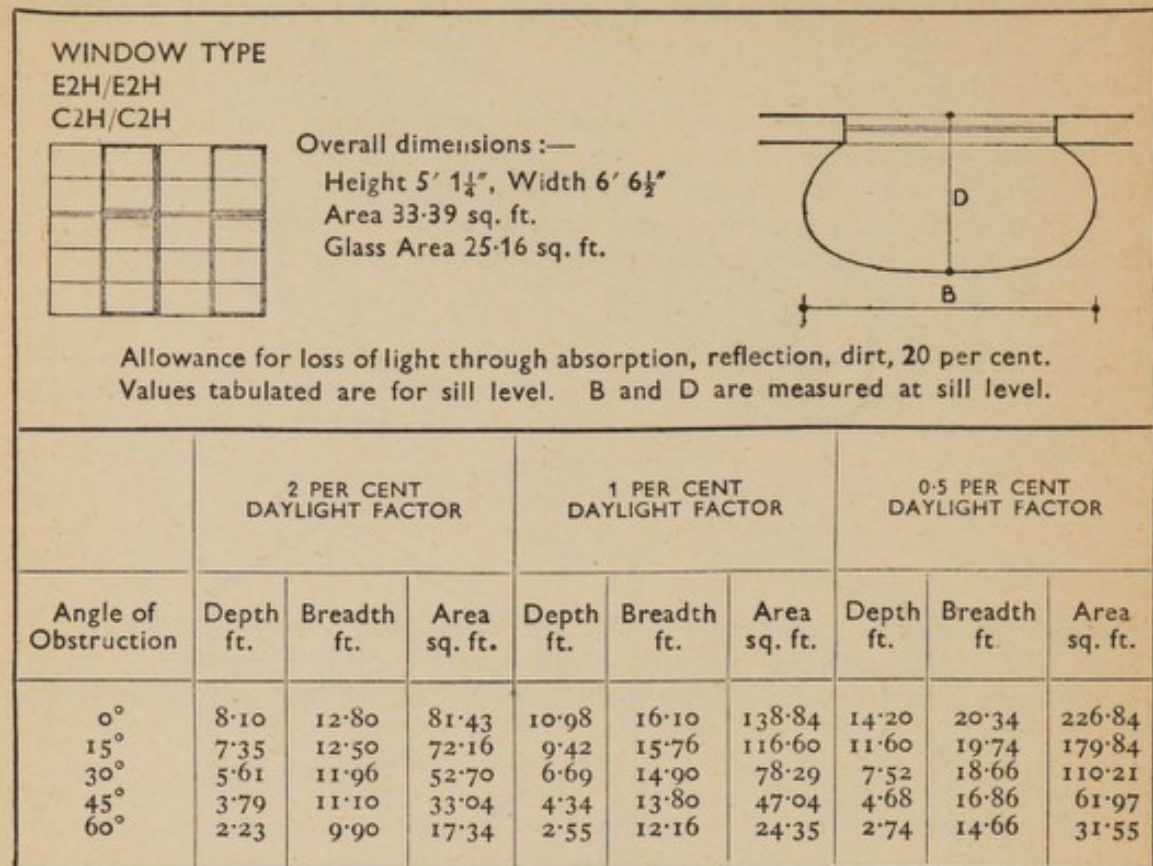 WINDOW TYPE
E2H/E2H
C2H/C2H
Overall dimensions :—
Height 5′ 1¼″, Width 6′ 6½″
Area 33·39 sq. ft.
Glass Area 25·16 sq. ft.
D
B
Allowance for loss of light through absorption, reflection, dirt, 20 per cent.
Values tabulated are for sill level. B and D are measured at sill level.
2 PER CENT DAYLIGHT FACTOR 1 PER CENT DAYLIGHT FACTOR 0·5 PER CENT DAYLIGHT FACTOR
Angle of Obstruction Depth ft. Breadth ft. Area sq. ft. Depth ft. Breadth ft. Area sq. ft. Depth ft. Breadth ft Area sq. ft.
0° 8·10 12·80 81·43 10·98 16·10 138·84 14·20 20·34 226·84
15° 7·35 12·50 72·16 9·42 15·76 116·60 11·60 19·74 179·84
30° 5·61 11·96 52·70 6·69 14·90 78·29 7·52 18·66 110·21
45° 3·79 11·10 33·04 4·34 13·80 47·04 4·68 16·86 61·97
60° 2·23 9·90 17·34 2·55 12·16 24·35 2·74 14·66 31·55